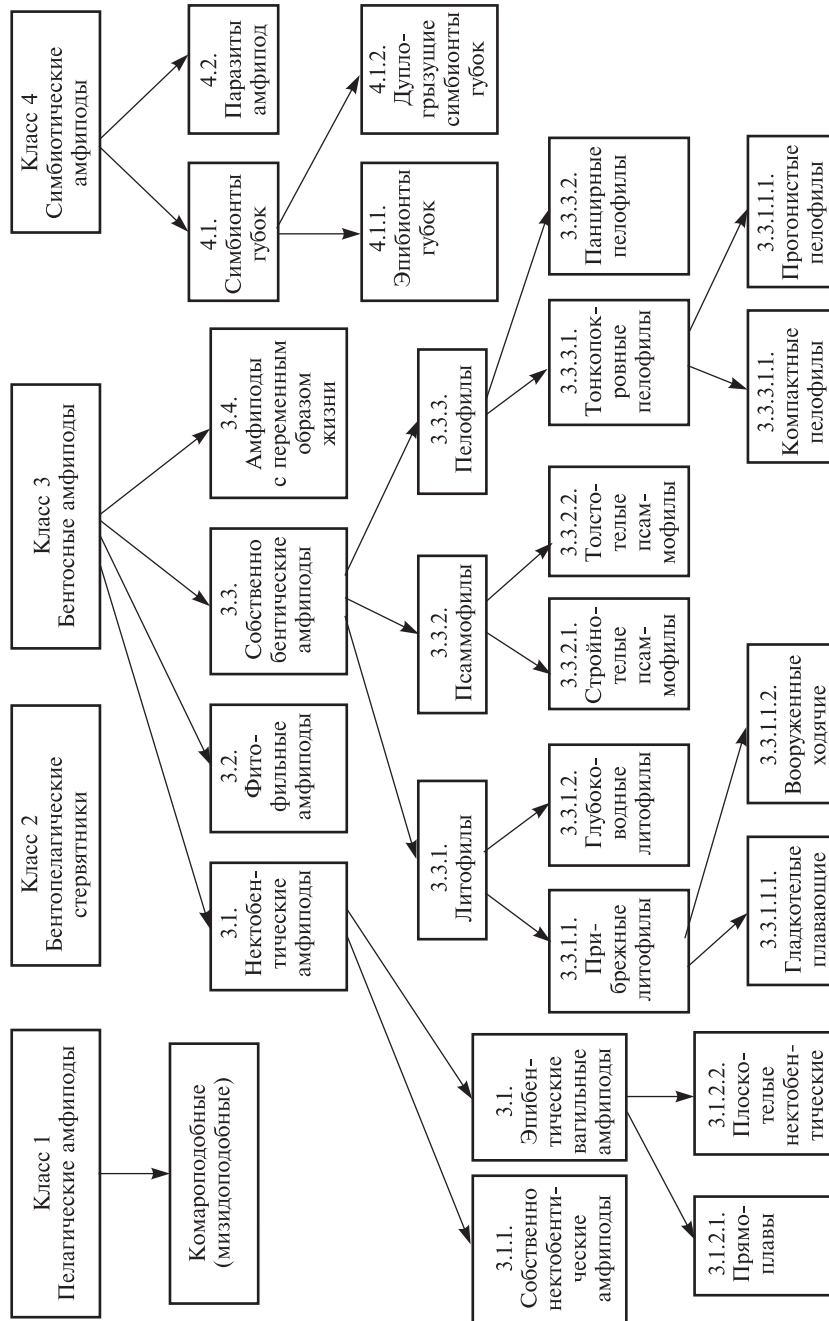 Класс 1
Пелагические амфиподы
Класс 2
Бентопелагические
стервятники
Класс 3
Бентосные амфиподы
Класс 4
Симбиотические
амфиподы
Комароподобные
(мизидоподобные)
3.1.
Нектобен-
тические
амфиподы
3.2.
Фито-
фильные
амфиподы
3.3.
Собственно
бентические
амфиподы
3.4.
Амфиподы
с переменным
образом
жизни
4.1.
Симбионты
губок
4.2.
Паразиты
амфипод
3.3.1.
Литофилы
3.3.2.
Псаммофилы
3.3.3.
Пелофилы
4.1.1.
Эпибионты
губок
4.1.2.
Дупло-
грызущие
симбионты
губок
3.1.1.
Собственно
нектобенти-
ческие
амфиподы
3.1.
Эпибен-
тические
вагильные
амфиподы
3.3.1.1.
При-
брежные
литофилы
3.3.1.2.
Глубоко-
водные
литофилы
3.3.2.1.
Стройно-
телые
псам-
мофилы
3.3.2.2.
Толсто-
телые
псам-
мофилы
3.3.3.1.
Тонкопок-
ровные
пелофилы
3.3.3.2.
Панцирные
пелофилы
3.1.2.1.
Прямо-
плавы
3.1.2.2.
Плоско-
телые
нектобен-
тические
3.3.1.1.1.
Гладкотелые
плавающие
3.3.1.1.2.
Вооруженные
ходячие
3.3.3.1.1.
Компактные
пелофилы
3.3.1.1.1.
Прогонистые
пелофилы